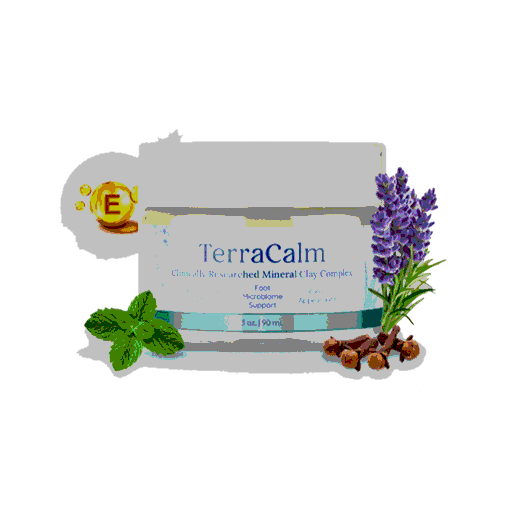 E
TerraCalm
Clinically Researched Mineral Clay Complex
Foot
Microbiome
Support
3 oz. | 90 mL